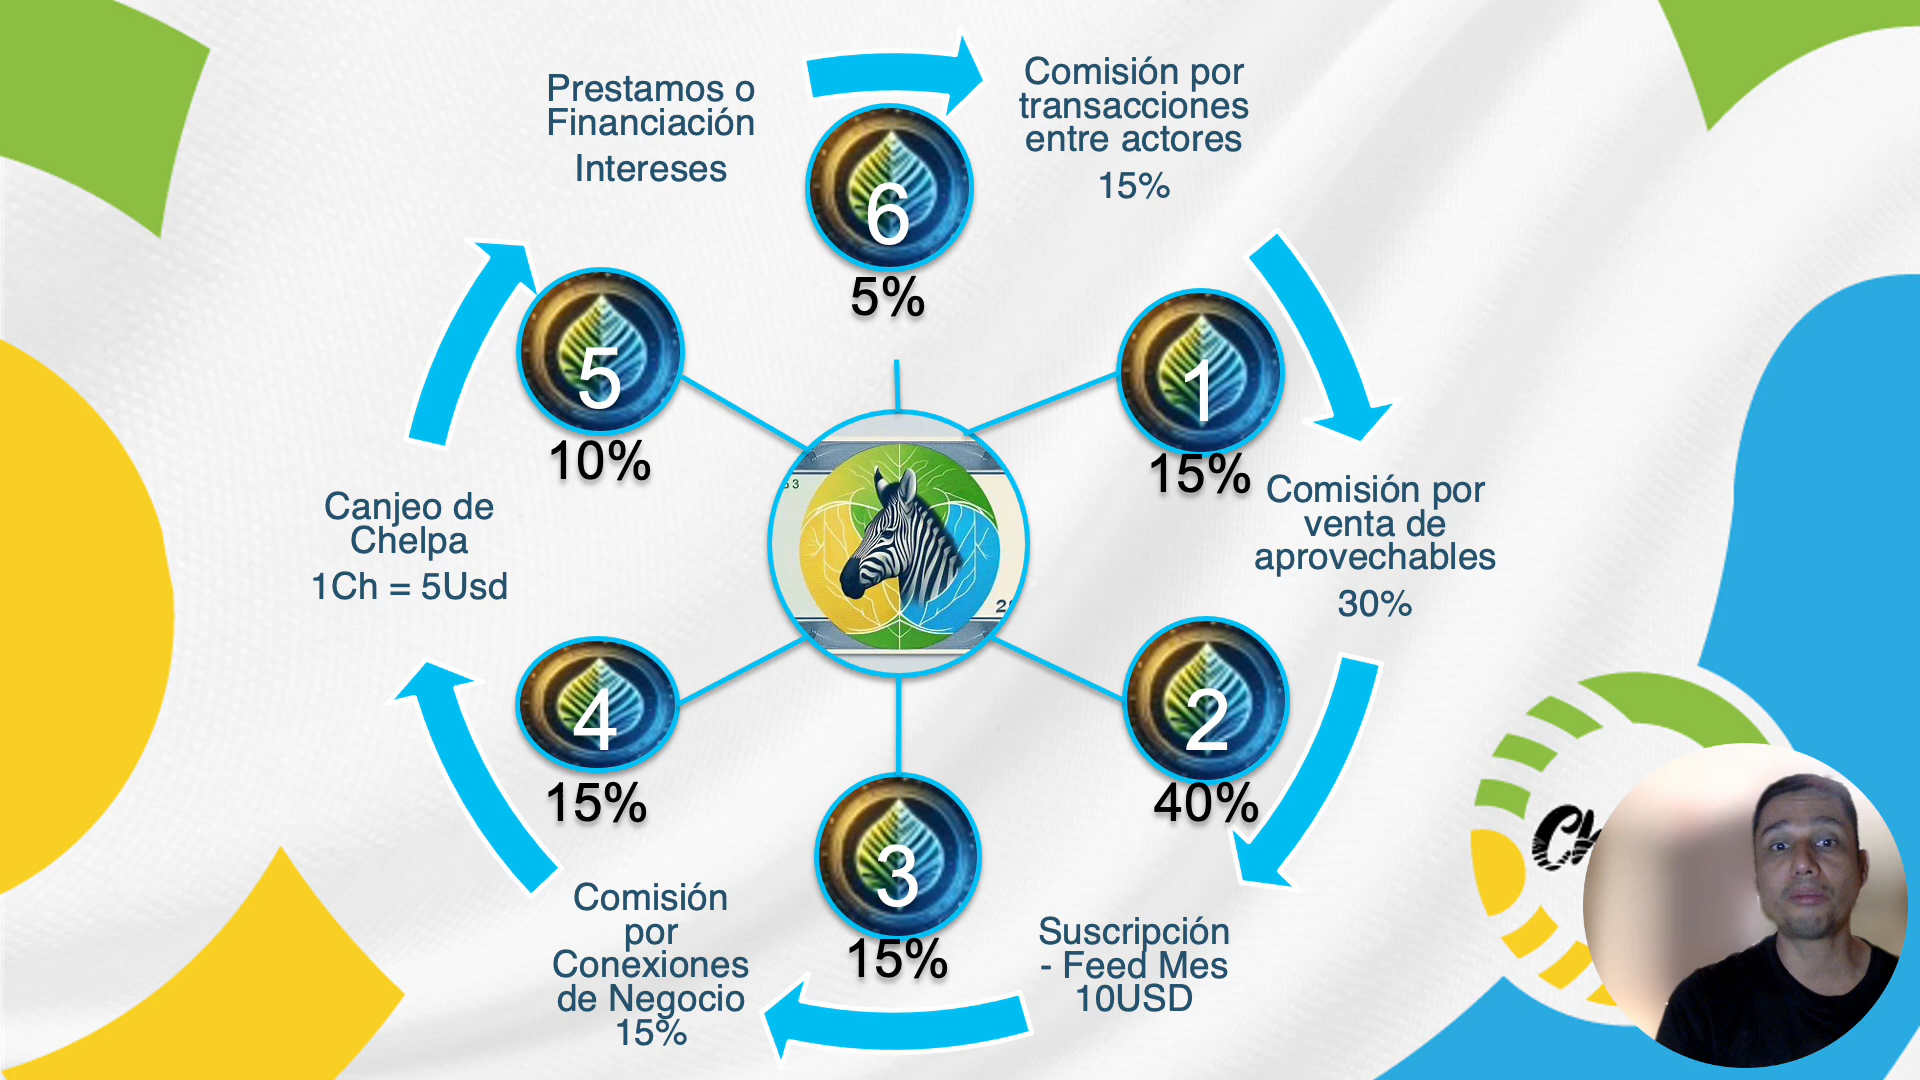 Prestamos o
Financiación
Intereses
Comisión por
transacciones
entre actores
15%
6
5%
5
10%
1
15%
Comisión por
venta de
aprovechables
30%
Canjeo de
Chelpa
1Ch = 5Usd
4
15%
2
40%
3
15%
Comisión
por
Conexiones
de Negocio
15%
Suscripción
- Feed Mes
10USD